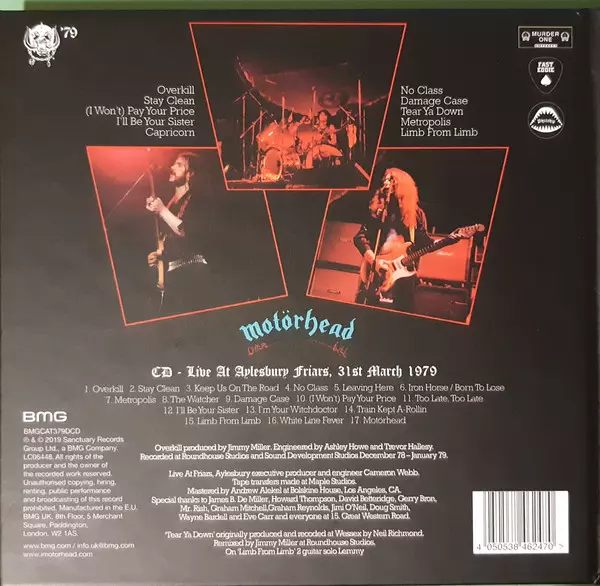 '79
MURDER
ONE
FAST
EDDIE
Overkill
Stay Clean
(I Won't) Pay Your Price
I'll Be Your Sister
Capricorn
No Class
Damage Case
Tear Ya Down
Metropolis
Limb From Limb
motörhead
CD - Live At Aylesbury Friars, 31st March 1979
1. Overkill 2. Stay Clean 3. Keep Us On The Road 4. No Class 5. Leaving Here 6. Iron Horse / Born To Lose
7. Metropolis 8. The Watcher 9. Damage Case 10. (I Won't) Pay Your Price 11. Too Late, Too Late
12. I'll Be Your Sister 13. I'm Your Witchdoctor 14. Train Kept A-Rollin
15. Limb From Limb 16. White Line Fever 17. Motörhead
BMG
BMGCAT379DCD
℗ & © 2019 Sanctuary Records
Group Ltd., a BMG Company.
LC06448. All rights of the
producer and the owner of
the recorded work reserved.
Unauthorised copying, hiring,
renting, public performance
and broadcasting of this record
prohibited. Manufactured in the E.U.
BMG UK. 8th Floor, 5 Merchant
Square, Paddington,
London. W2 1AS.
www.bmg.com / info.uk@bmg.com
www.imotorhead.com
Overkill produced by Jimmy Miller. Engineered by Ashley Howe and Trevor Hallesy.
Recorded at Roundhouse Studios and Sound Development Studios December 78 – January 79.
Live At Friars, Aylesbury executive producer and engineer Cameron Webb.
Tape transfers made at Maple Studios.
Mastered by Andrew Alekel at Bolskine House, Los Angeles, CA.
Special thanks to James B. De Miller, Howard Thompson, David Betteridge, Gerry Bron,
Mr. Rish, Graham Mitchell, Graham Reynolds, Jimi O'Neil, Doug Smith,
Wayne Bardell and Eve Carr and everyone at 15. Great Western Road.
'Tear Ya Down' originally produced and recorded at Wessex by Neil Richmond.
Remixed by Jimmy Miller at Roundhouse Studios.
On 'Limb From Limb' 2 guitar solo Lemmy
4 050538 462470 >